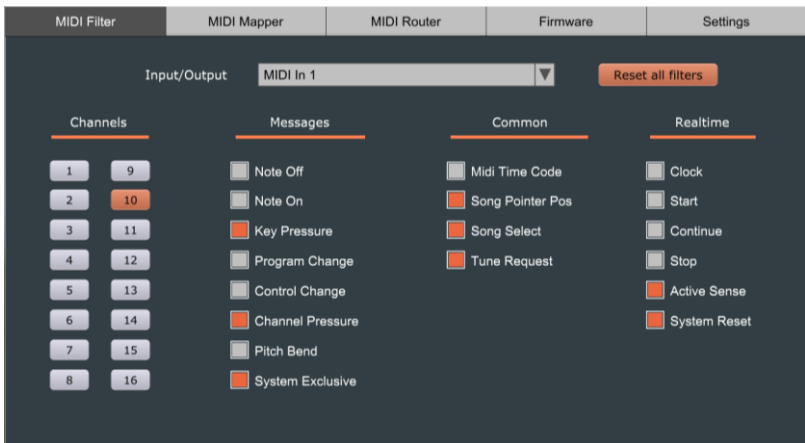 MIDI Filter MIDI Mapper MIDI Router Firmware Settings
Input/Output MIDI In 1 Reset all filters
Channels Messages Common Realtime
1 9 Note Off Midi Time Code Clock
2 10 Note On Song Pointer Pos Start
3 11 Key Pressure Song Select Continue
4 12 Program Change Tune Request Stop
5 13 Control Change Active Sense
6 14 Channel Pressure System Reset
7 15 Pitch Bend
8 16 System Exclusive